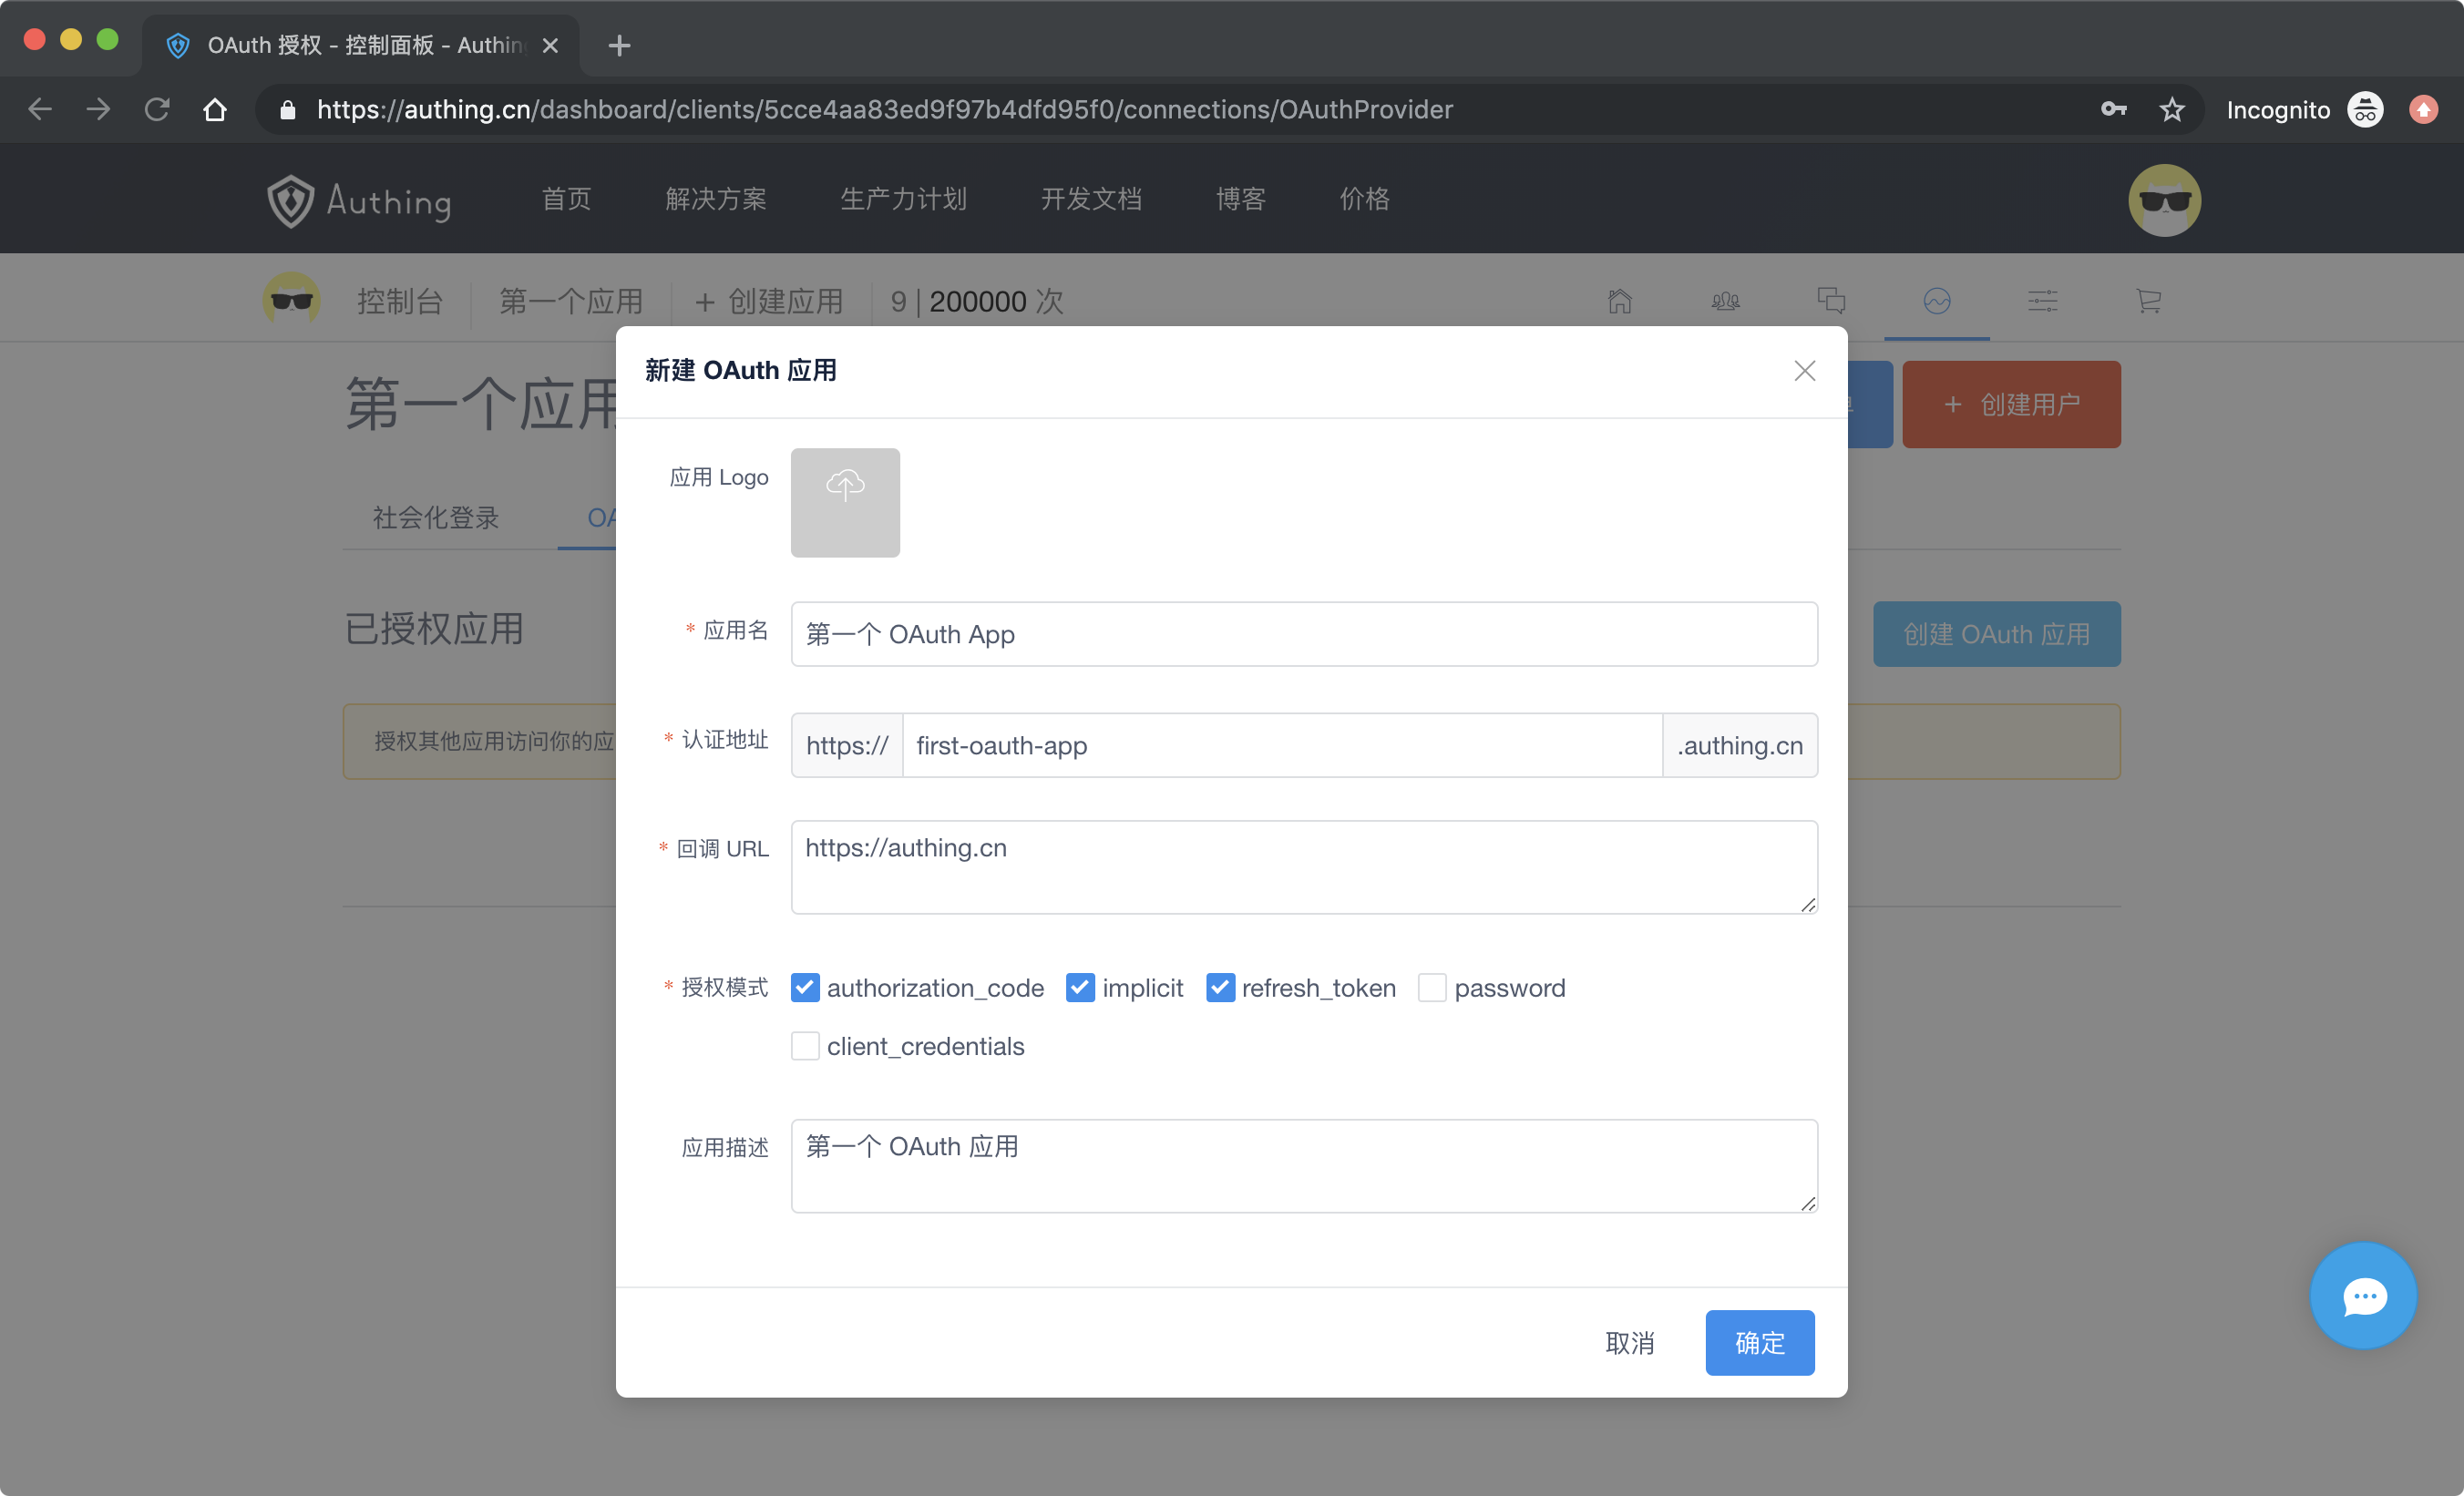 OAuth 授权 - 控制面板 - Authin
https://authing.cn/dashboard/clients/5cce4aa83ed9f97b4dfd95f0/connections/OAuthProvider
Incognito
Authing
首页
解决方案
生产力计划
开发文档
博客
价格
控制台
第一个应用
+ 创建应用
9 | 200000 次
第一个应用
+ 创建用户
社会化登录
OA
已授权应用
创建 OAuth 应用
授权其他应用访问你的应
新建 OAuth 应用
应用 Logo
* 应用名
第一个 OAuth App
* 认证地址
https://
first-oauth-app
.authing.cn
* 回调 URL
https://authing.cn
* 授权模式
authorization_code
implicit
refresh_token
password
client_credentials
应用描述
第一个 OAuth 应用
取消
确定